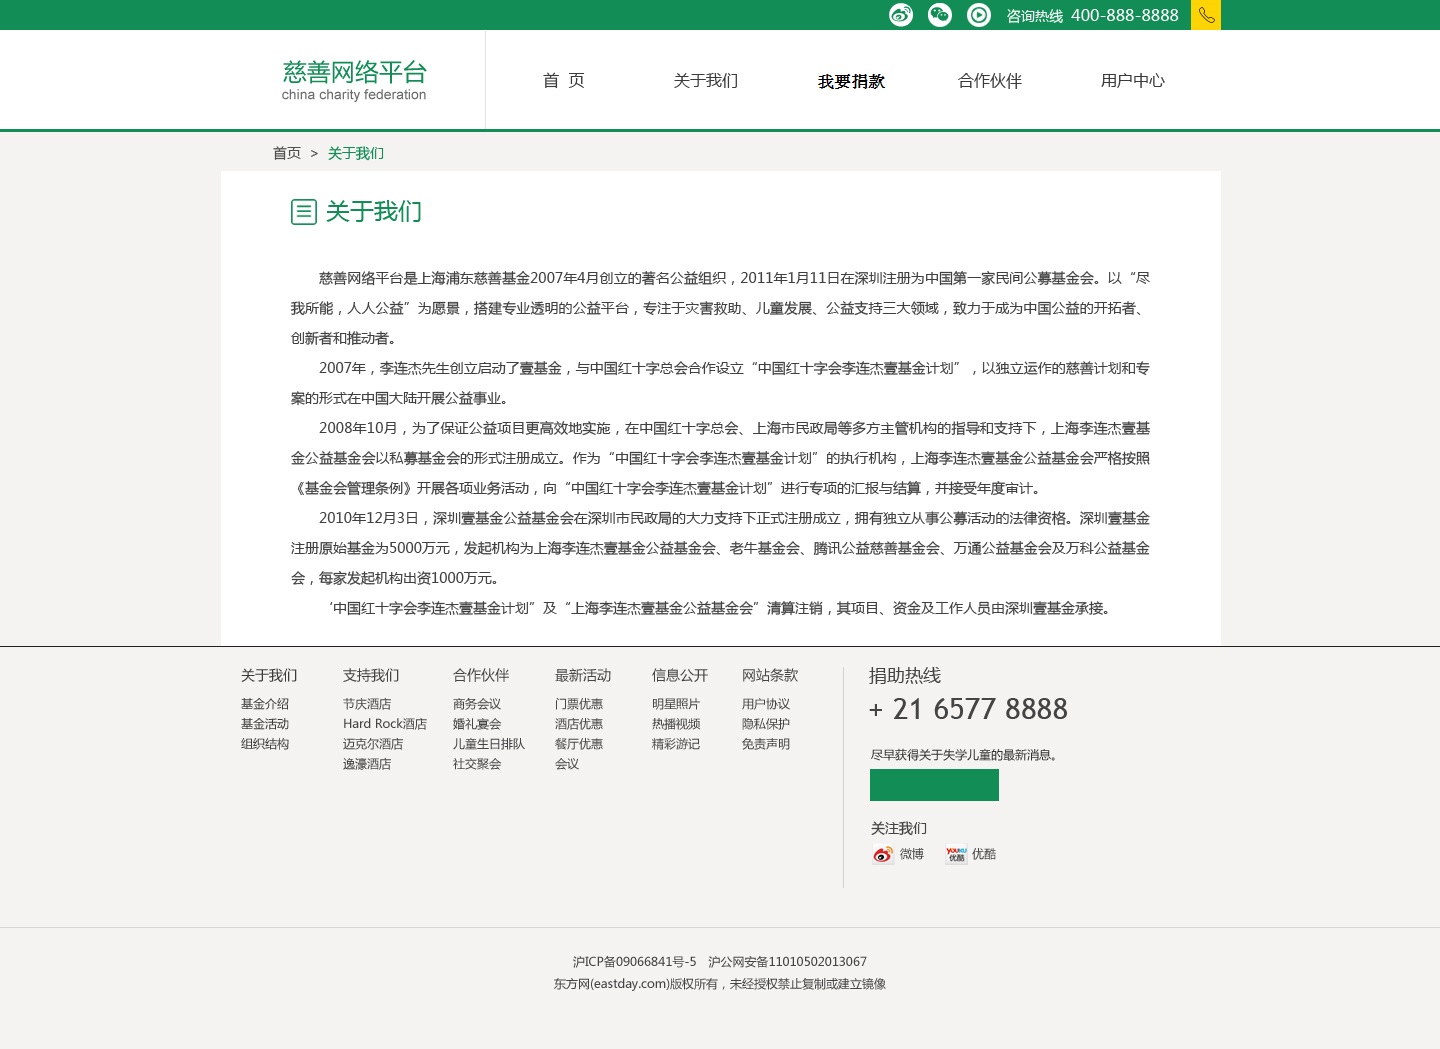 咨询热线 400-888-8888
慈善网络平台
china charity federation
首 页 关于我们 我要捐款 合作伙伴 用户中心
首页 > 关于我们
关于我们
慈善网络平台是上海浦东慈善基金2007年4月创立的著名公益组织，2011年1月11日在深圳注册为中国第一家民间公募基金会。以“尽
我所能，人人公益”为愿景，搭建专业透明的公益平台，专注于灾害救助、儿童发展、公益支持三大领域，致力于成为中国公益的开拓者、
创新者和推动者。
2007年，李连杰先生创立启动了壹基金，与中国红十字总会合作设立“中国红十字会李连杰壹基金计划”，以独立运作的慈善计划和专
案的形式在中国大陆开展公益事业。
2008年10月，为了保证公益项目更高效地实施，在中国红十字总会、上海市民政局等多方主管机构的指导和支持下，上海李连杰壹基
金公益基金会以私募基金会的形式注册成立。作为“中国红十字会李连杰壹基金计划”的执行机构，上海李连杰壹基金公益基金会严格按照
《基金会管理条例》开展各项业务活动，向“中国红十字会李连杰壹基金计划”进行专项的汇报与结算，并接受年度审计。
2010年12月3日，深圳壹基金公益基金会在深圳市民政局的大力支持下正式注册成立，拥有独立从事公募活动的法律资格。深圳壹基金
注册原始基金为5000万元，发起机构为上海李连杰壹基金公益基金会、老牛基金会、腾讯公益慈善基金会、万通公益基金会及万科公益基金
会，每家发起机构出资1000万元。
‘中国红十字会李连杰壹基金计划”及“上海李连杰壹基金公益基金会”清算注销，其项目、资金及工作人员由深圳壹基金承接。
关于我们 支持我们 合作伙伴 最新活动 信息公开 网站条款
基金介绍 节庆酒店 商务会议 门票优惠 明星照片 用户协议
基金活动 Hard Rock酒店 婚礼宴会 酒店优惠 热播视频 隐私保护
组织结构 迈克尔酒店 儿童生日排队 餐厅优惠 精彩游记 免责声明
逸濠酒店 社交聚会 会议
捐助热线
+ 21 6577 8888
尽早获得关于失学儿童的最新消息。
关注我们
微博 YOUKU 优酷 优酷
沪ICP备09066841号-5 沪公网安备11010502013067
东方网(eastday.com)版权所有，未经授权禁止复制或建立镜像